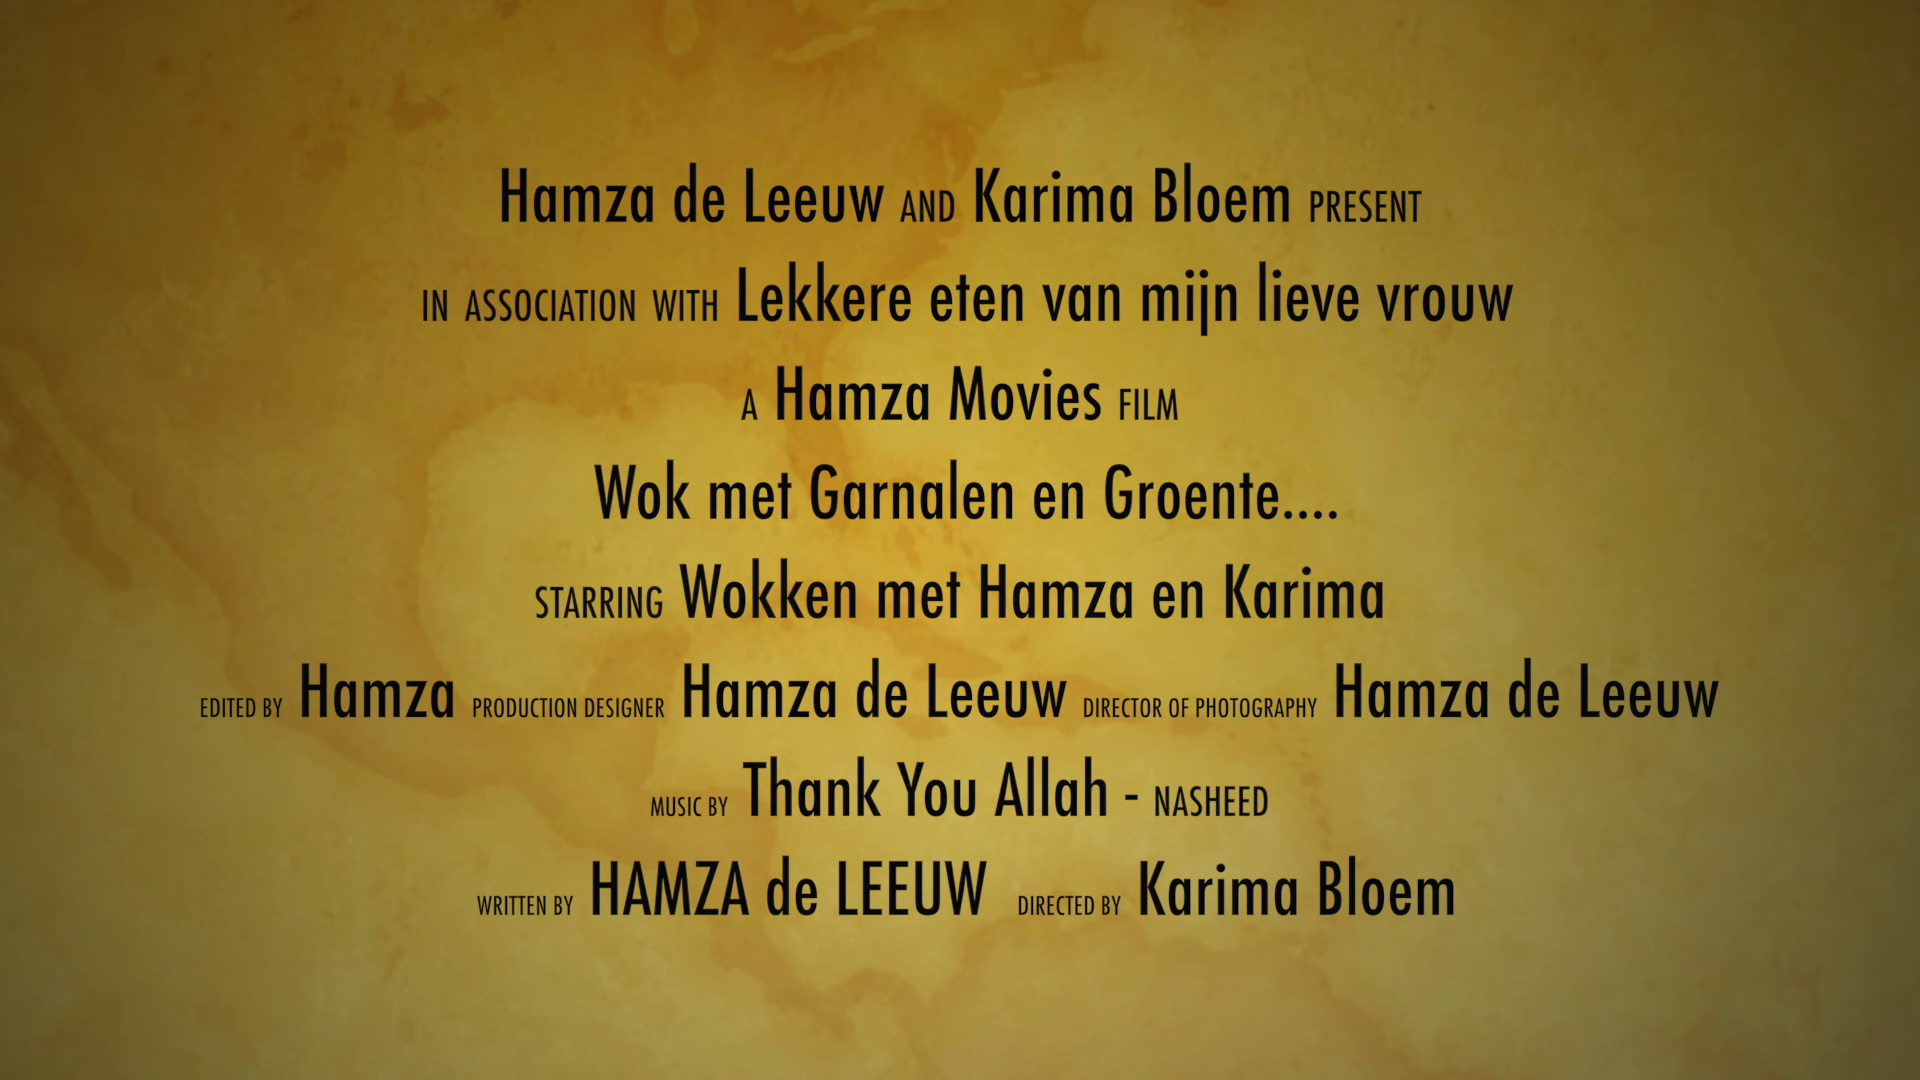 Hamza de Leeuw AND Karima Bloem PRESENT
IN ASSOCIATION WITH Lekkere eten van mijn lieve vrouw
A Hamza Movies FILM
Wok met Garnalen en Groente....
STARRING Wokken met Hamza en Karima
EDITED BY Hamza PRODUCTION DESIGNER Hamza de Leeuw DIRECTOR OF PHOTOGRAPHY Hamza de Leeuw
MUSIC BY Thank You Allah - NASHEED
WRITTEN BY HAMZA de LEEUW DIRECTED BY Karima Bloem